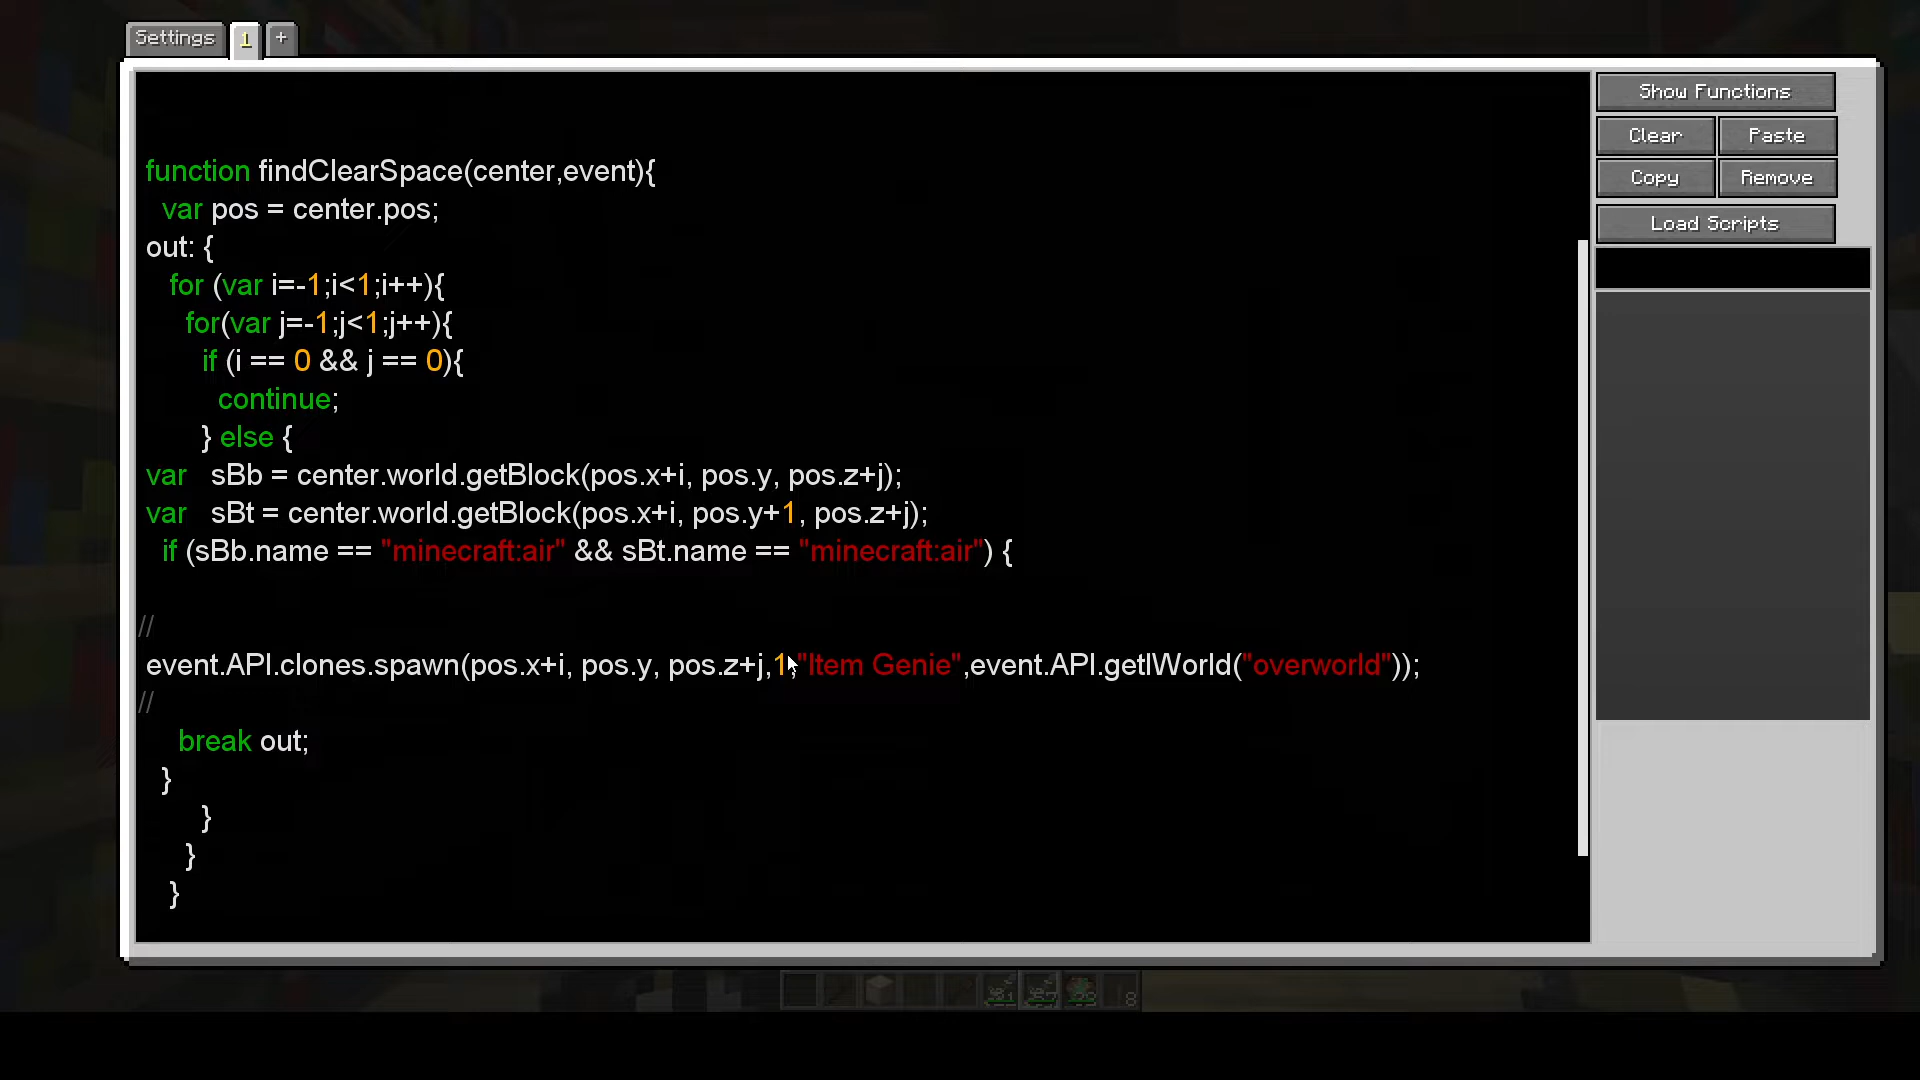 Settings 1 +
Show Functions
Clear Paste
Copy Remove
Load Scripts
function findClearSpace(center,event){
var pos = center.pos;
out: {
for (var i=-1;i<1;i++){
for(var j=-1;j<1;j++){
if (i == 0 && j == 0){
continue;
} else {
var sBb = center.world.getBlock(pos.x+i, pos.y, pos.z+j);
var sBt = center.world.getBlock(pos.x+i, pos.y+1, pos.z+j);
if (sBb.name == "minecraft:air" && sBt.name == "minecraft:air") {
//
event.API.clones.spawn(pos.x+i, pos.y, pos.z+j,1,"Item Genie",event.API.getIWorld("overworld"));
//
break out;
}
}
}
}
8